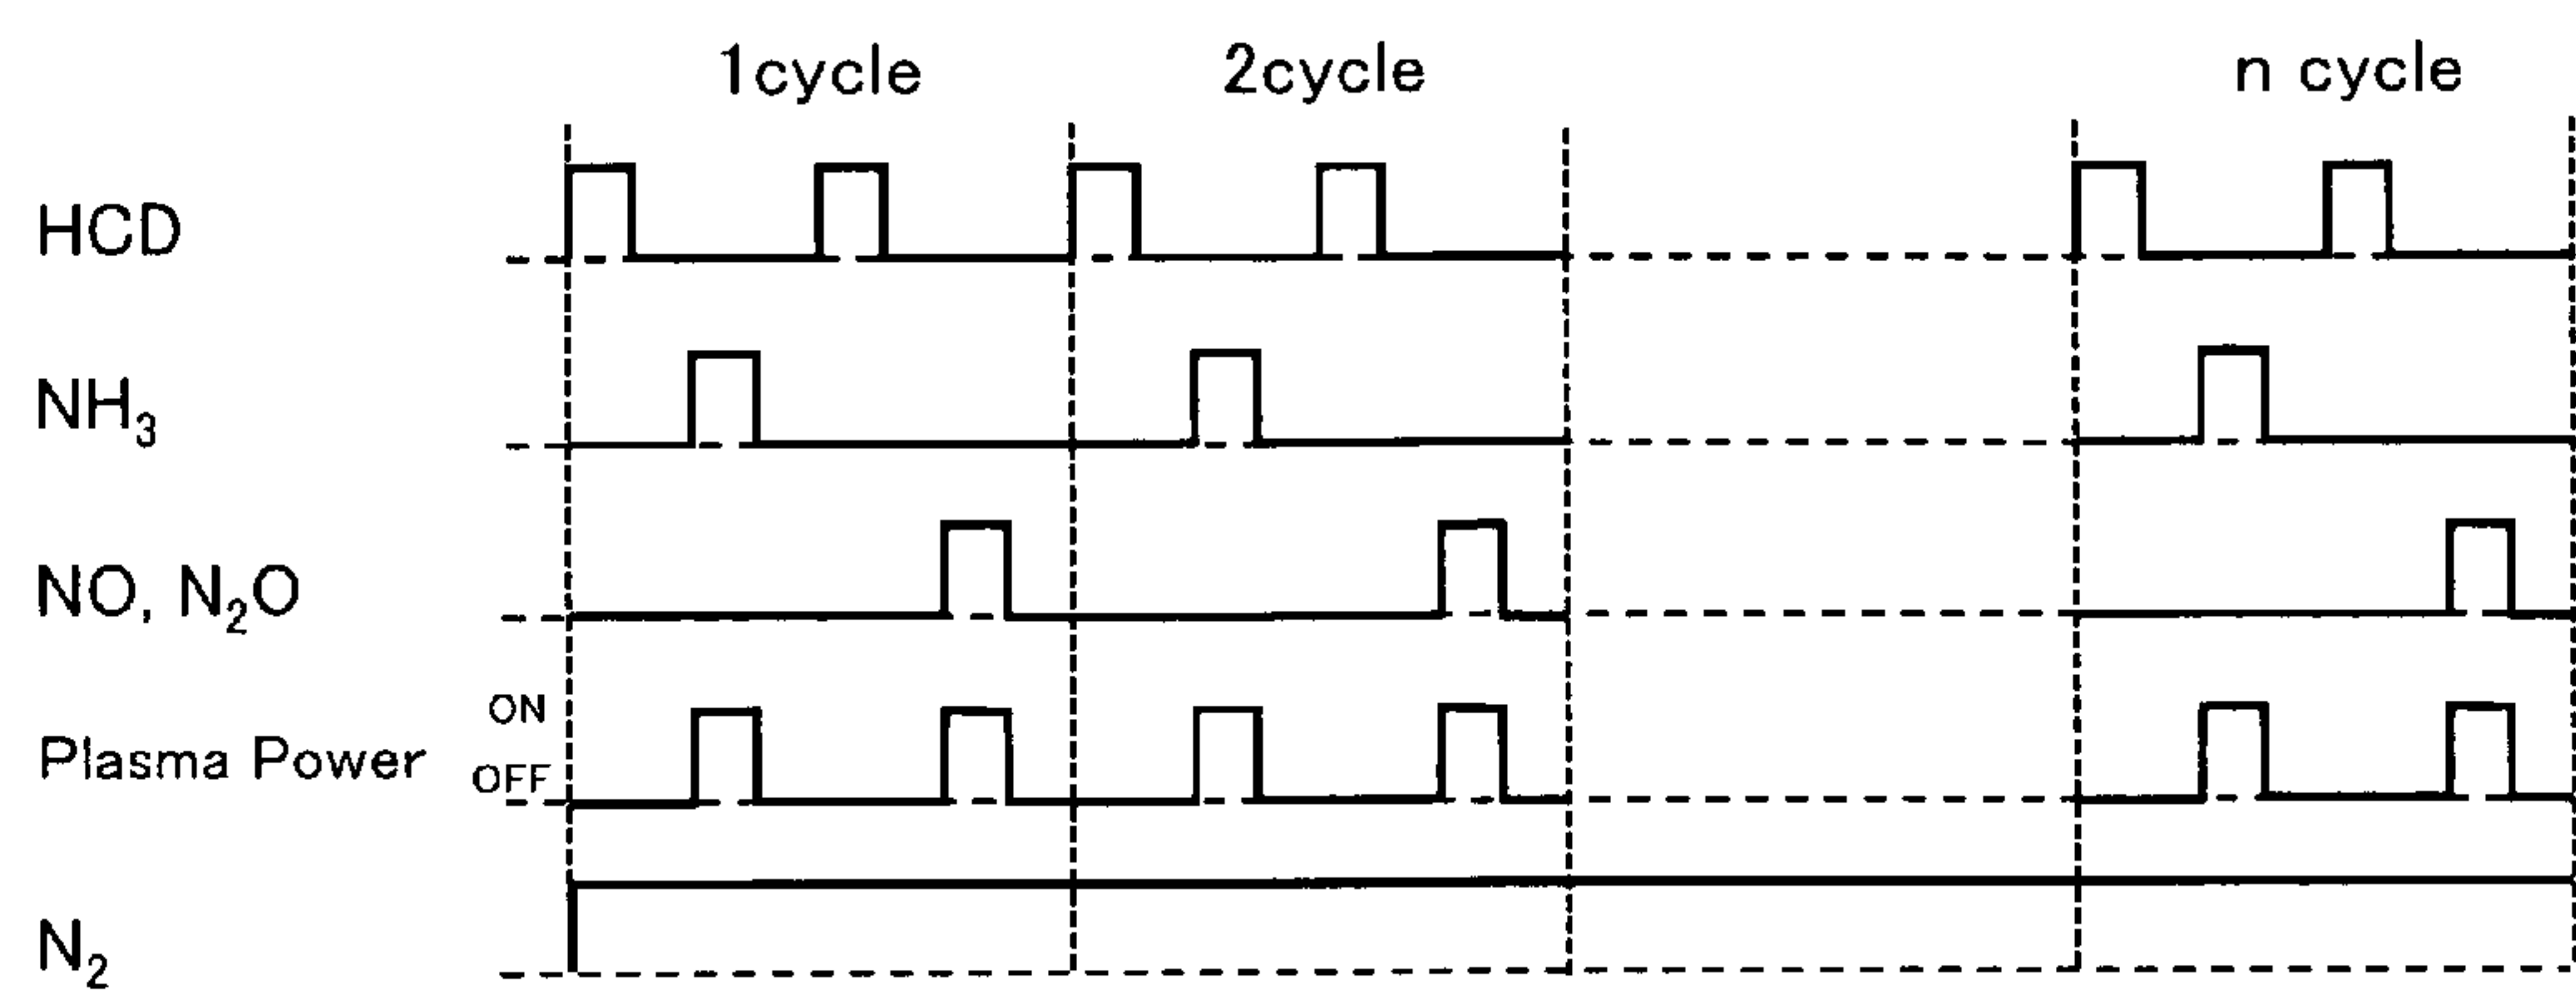 1cycle 2cycle n cycle
HCD
NH₃
NO, N₂O
ON
Plasma Power OFF
N₂